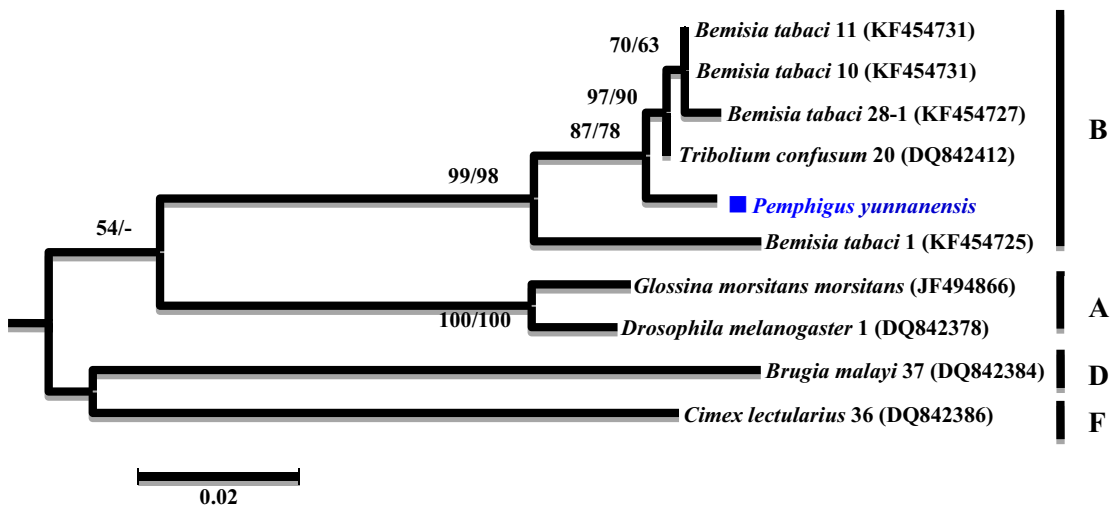 Bemisia tabaci 11 (KF454731)
70/63
Bemisia tabaci 10 (KF454731)
97/90
Bemisia tabaci 28-1 (KF454727)
B
87/78
Tribolium confusum 20 (DQ842412)
99/98
Pemphigus yunnanensis
54/-
Bemisia tabaci 1 (KF454725)
Glossina morsitans morsitans (JF494866)
A
100/100
Drosophila melanogaster 1 (DQ842378)
Brugia malayi 37 (DQ842384)
D
Cimex lectularius 36 (DQ842386)
F
0.02